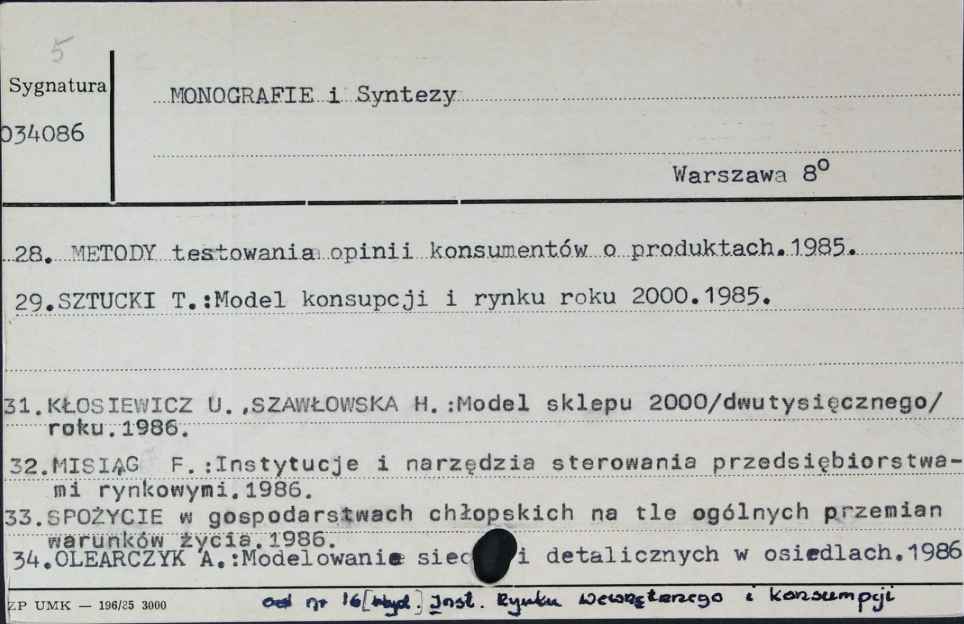 5
Sygnatura
MONOGRAFIE i Syntezy
034086
Warszawa 8°
28. METODY testowania opinii konsumentów o produktach.1985.
29.SZTUCKI T.:Model konsupcji i rynku roku 2000.1985.
31.KŁOSIEWICZ U.,SZAWŁOWSKA H.:Model sklepu 2000/dwutysięcznego/
roku.1986.
32.MISIĄG F.:Instytucje i narzędzia sterowania przedsiębiorstwa-
mi rynkowymi.1986.
33.SPOŻYCIE w gospodarstwach chłopskich na tle ogólnych przemian
warunków życia.1986.
34.OLEARCZYK A.:Modelowanie siec i detalicznych w osiedlach.1986
ZP UMK — 196/85 3000
od nr 16 [wyd.] Inst. Rynku Wewnętrznego i Konsumpcji